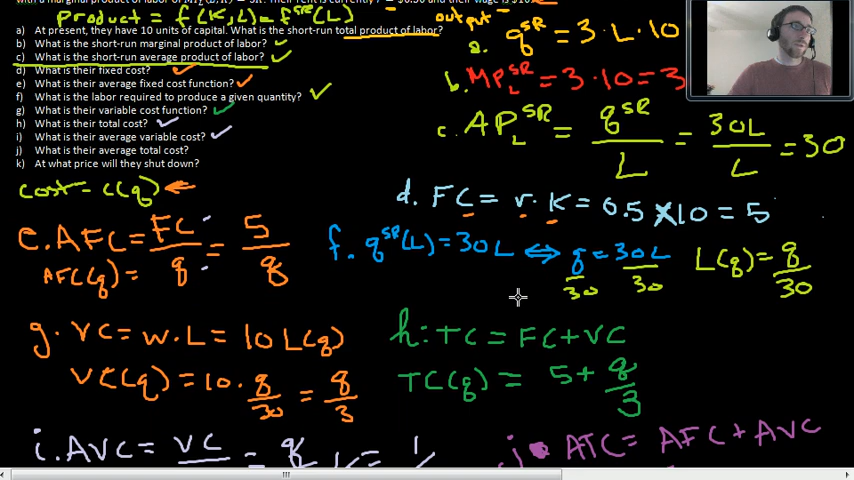 with a marginal product of labor of
Product = f(K,L) = f^SR(L)
output
a) At present, they have 10 units of capital. What is the short-run total product of labor?
b) What is the short-run marginal product of labor?
c) What is the short-run average product of labor?
d) What is their fixed cost?
e) What is their average fixed cost function?
f) What is the labor required to produce a given quantity?
g) What is their variable cost function?
h) What is their total cost?
i) What is their average variable cost?
j) What is their average total cost?
k) At what price will they shut down?
a. q^SR = 3·L·10
b. MP_L^SR = 3·10 = 3
c. AP_L^SR = q^SR/L = 30L/L = 30
cost = C(q)
d. FC = r·K = 0.5 × 10 = 5
e. AFC = FC/q = 5/q
AFC(q) =
f. q^SR(L) = 30L ⇔ q/30 = 30L/30 L(q) = q/30
g. VC = w·L = 10 L(q)
VC(q) = 10·q/30 = q/3
h: TC = FC + VC
TC(q) = 5 + q/3
i. AVC = VC = q
j. ATC = AFC + AVC